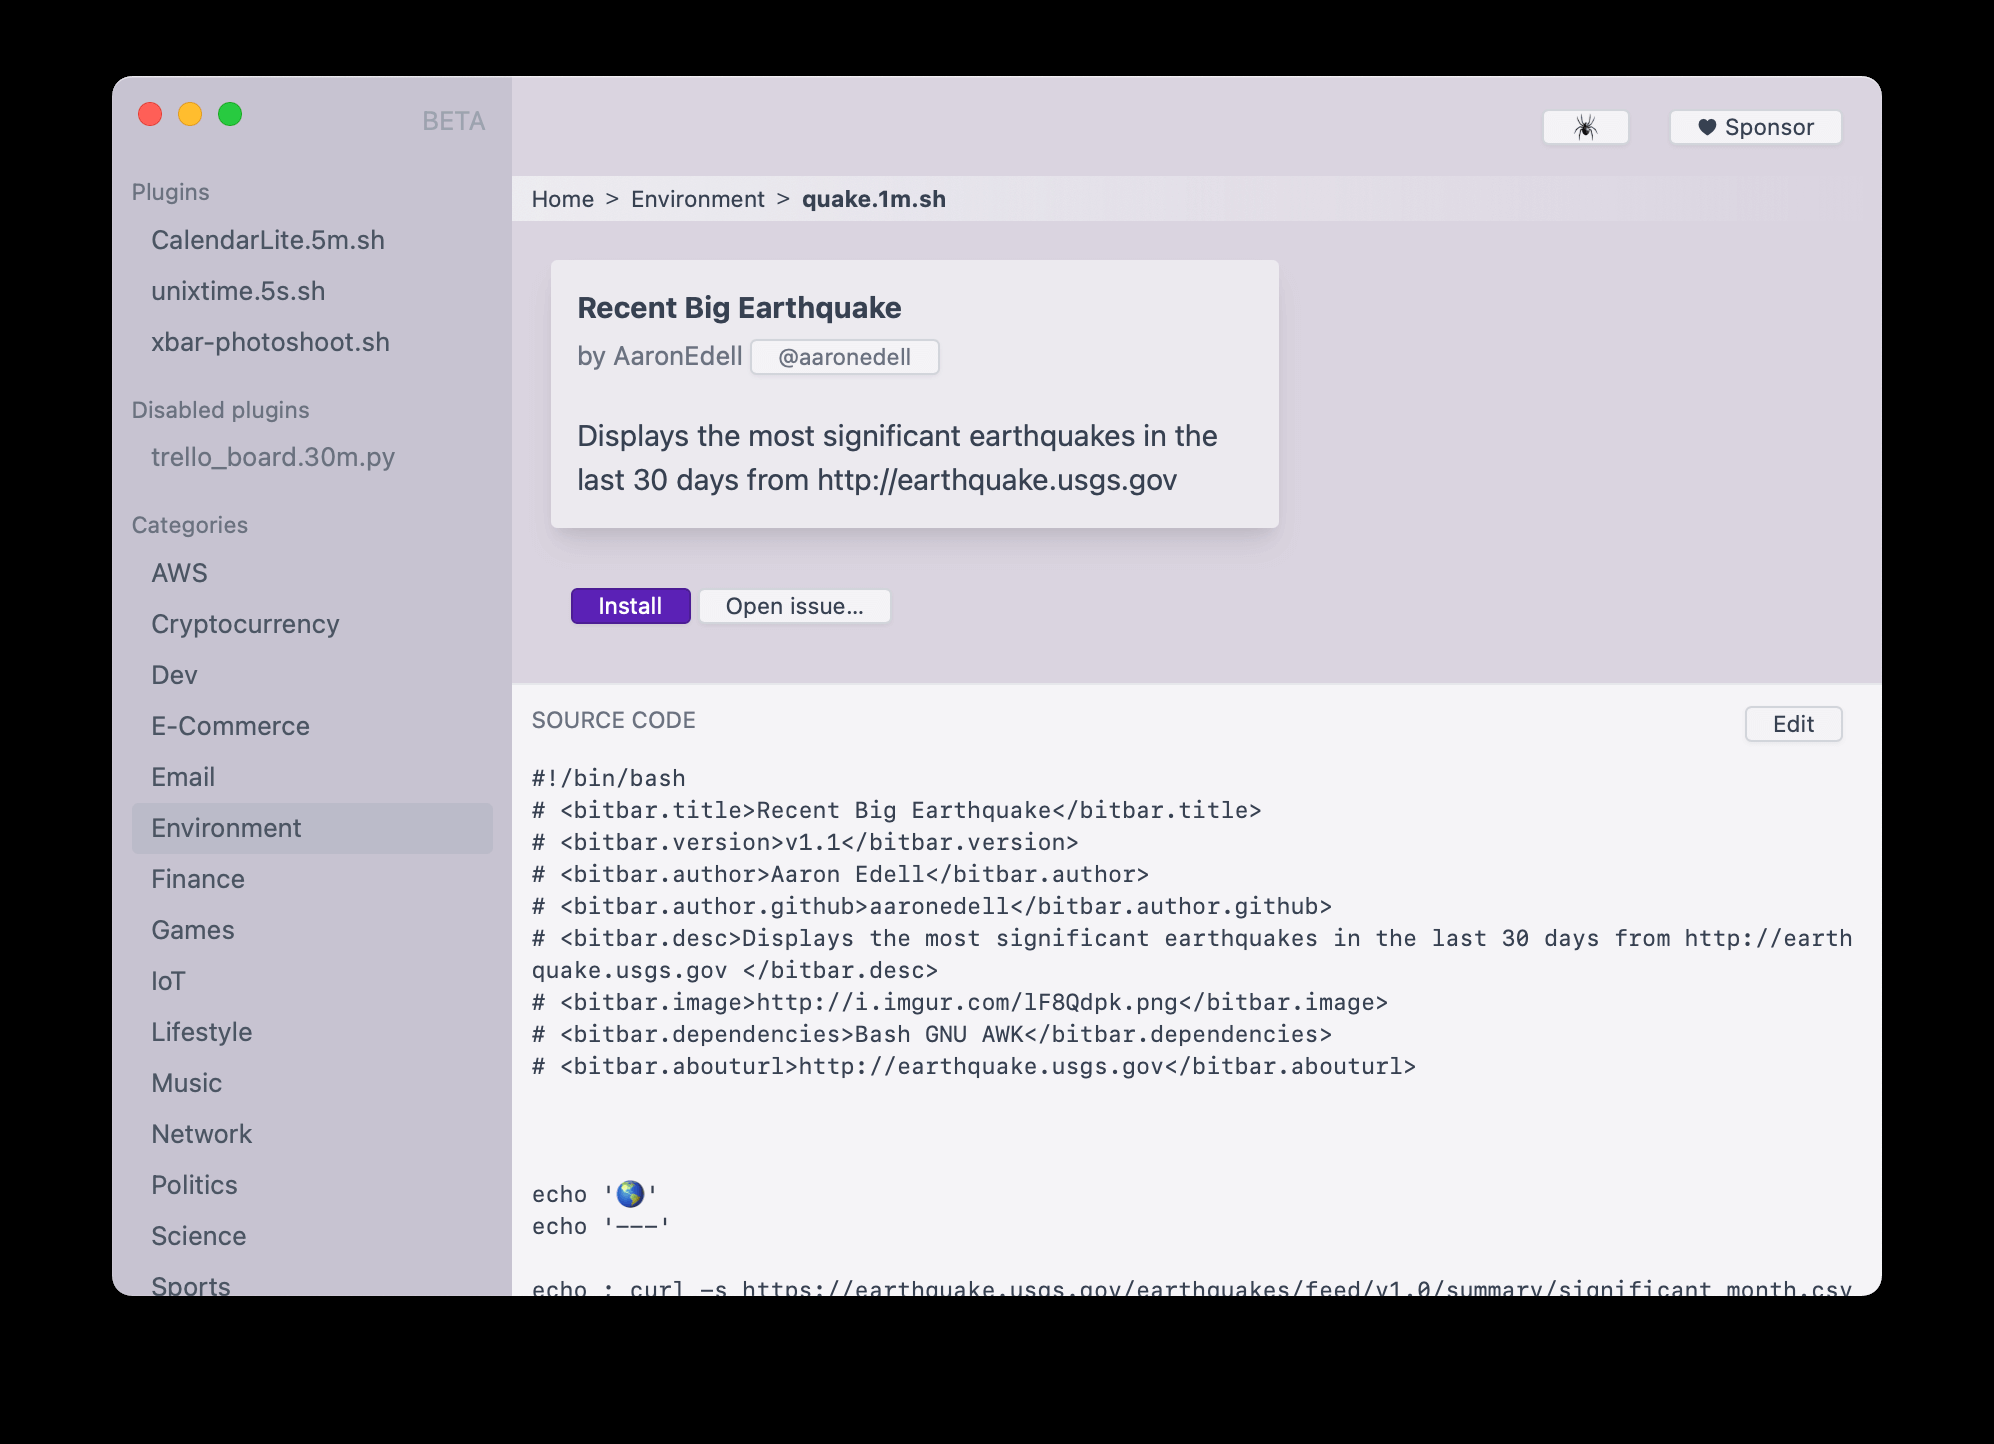 BETA
Plugins
CalendarLite.5m.sh
unixtime.5s.sh
xbar-photoshoot.sh
Disabled plugins
trello_board.30m.py
Categories
AWS
Cryptocurrency
Dev
E-Commerce
Email
Environment
Finance
Games
IoT
Lifestyle
Music
Network
Politics
Science
Sports
Sponsor
Home > Environment > quake.1m.sh
Recent Big Earthquake
by AaronEdell @aaronedell
Displays the most significant earthquakes in the
last 30 days from http://earthquake.usgs.gov
Install Open issue...
SOURCE CODE
Edit
#!/bin/bash
# <bitbar.title>Recent Big Earthquake</bitbar.title>
# <bitbar.version>v1.1</bitbar.version>
# <bitbar.author>Aaron Edell</bitbar.author>
# <bitbar.author.github>aaronedell</bitbar.author.github>
# <bitbar.desc>Displays the most significant earthquakes in the last 30 days from http://earth
quake.usgs.gov </bitbar.desc>
# <bitbar.image>http://i.imgur.com/lF8Qdpk.png</bitbar.image>
# <bitbar.dependencies>Bash GNU AWK</bitbar.dependencies>
# <bitbar.abouturl>http://earthquake.usgs.gov</bitbar.abouturl>
echo '🌎'
echo '---'
echo ; curl -s https://earthquake.usgs.gov/earthquakes/feed/v1.0/summary/significant_month.csv